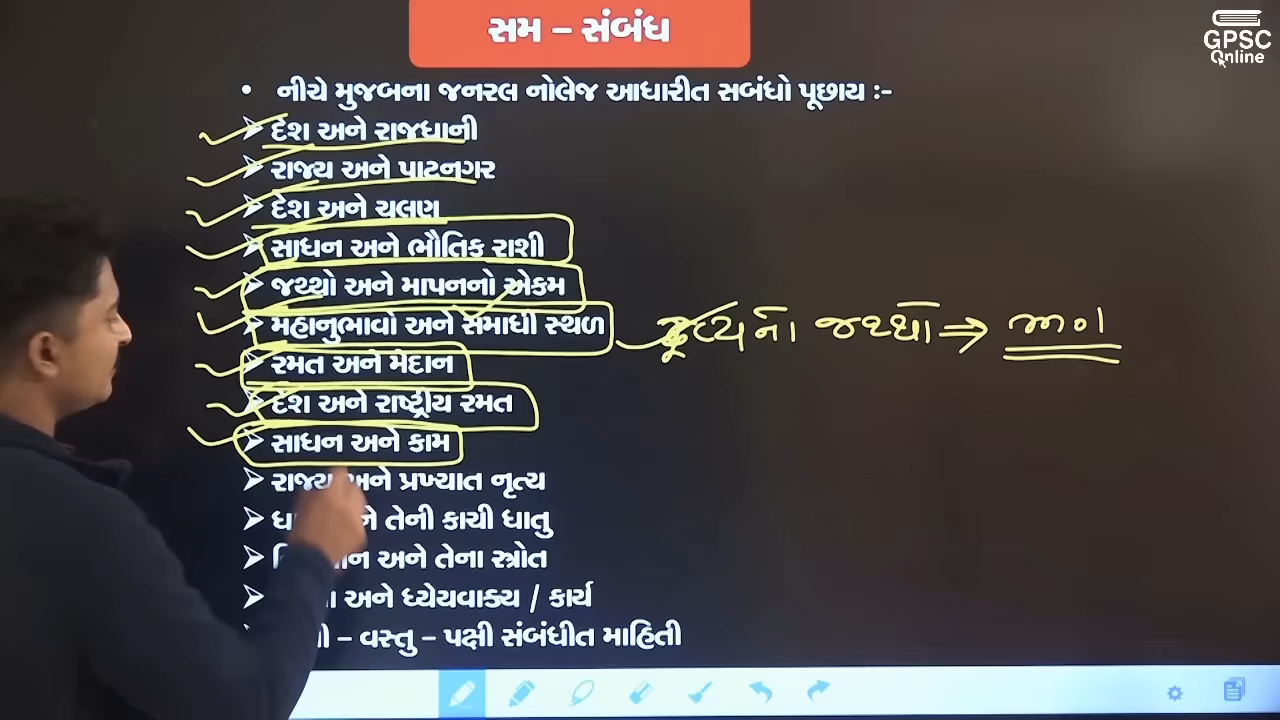 સમ – સંબંધ
GPSC
Online
• નીચે મુજબના જનરલ નોલેજ આધારીત સબંધો પૂછાય :-
➤ દેશ અને રાજધાની
➤ રાજ્ય અને પાટનગર
➤ દેશ અને ચલણ
➤ સાધન અને ભૌતિક રાશી
➤ જથ્થો અને માપનનો એકમ
➤ મહાનુભાવો અને સમાધી સ્થળ
જથ્થા ⇒
➤ રમત અને મેદાન
➤ દેશ અને રાષ્ટ્રીય રમત
➤ સાધન અને કામ
➤ રાજ્ય અને પ્રખ્યાત નૃત્ય
➤ તેની કાચી ધાતુ
➤ અને તેના સ્ત્રોત
➤ અને ધ્યેયવાક્ય / કાર્ય
– વસ્તુ – પક્ષી સંબંધીત માહિતી